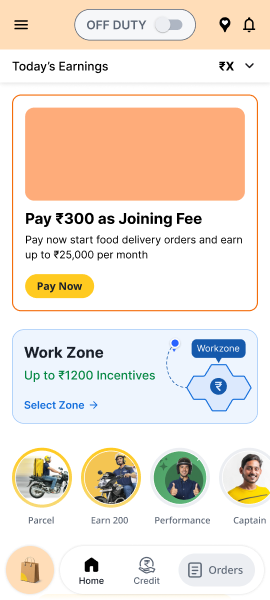 OFF DUTY
Today's Earnings
₹X
Pay ₹300 as Joining Fee
Pay now start food delivery orders and earn
up to ₹25,000 per month
Pay Now
Work Zone
Up to ₹1200 Incentives
Select Zone →
Workzone
₹
Parcel
Earn 200
Performance
Captain
Home
Credit
Orders